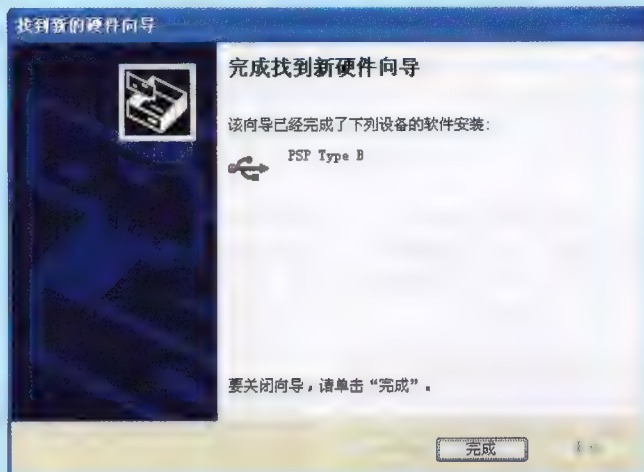 找到新的硬件向导
完成找到新硬件向导
该向导已经完成了下列设备的软件安装:
PSP Type B
要关闭向导，请单击“完成”。
完成